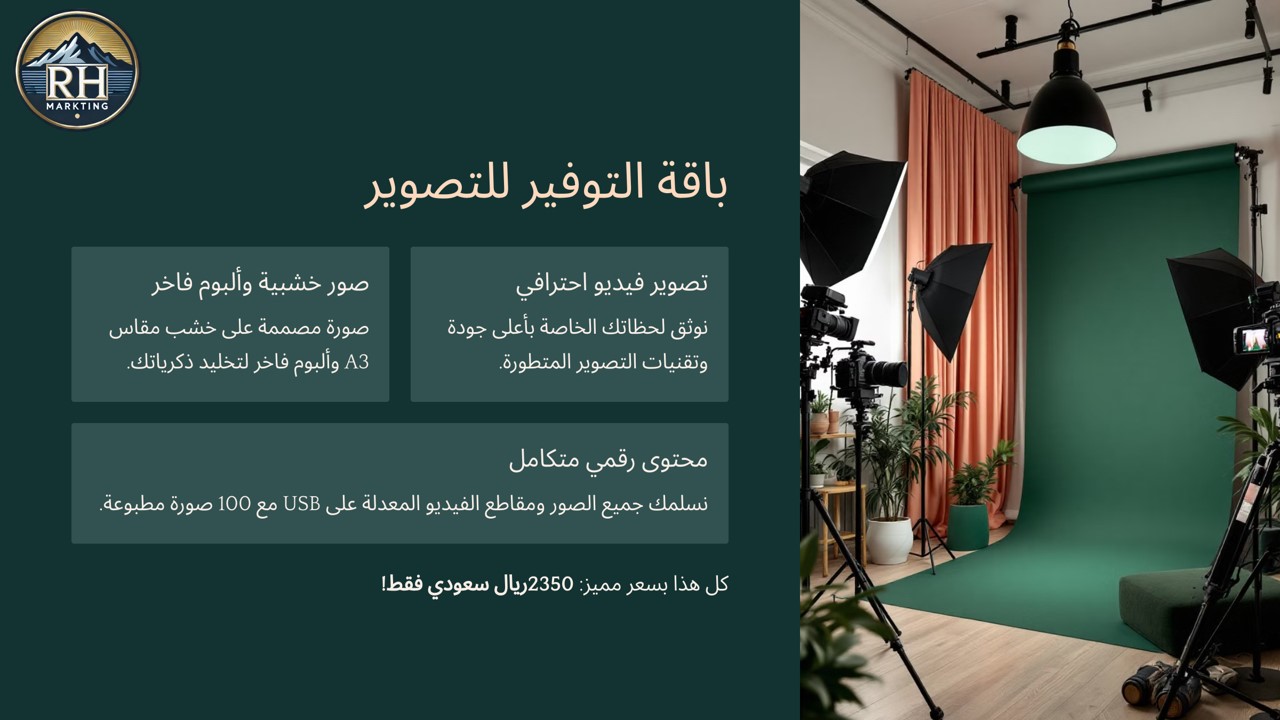 RH
MARKTING
باقة التوفير للتصوير
تصوير فيديو احترافي
نوثق لحظاتك الخاصة بأعلى جودة
وتقنيات التصوير المتطورة.
صور خشبية وألبوم فاخر
صورة مصممة على خشب مقاس
A3 وألبوم فاخر لتخليد ذكرياتك.
محتوى رقمي متكامل
نسلمك جميع الصور ومقاطع الفيديو المعدلة على USB مع 100 صورة مطبوعة.
كل هذا بسعر مميز: 2350ريال سعودي فقط!